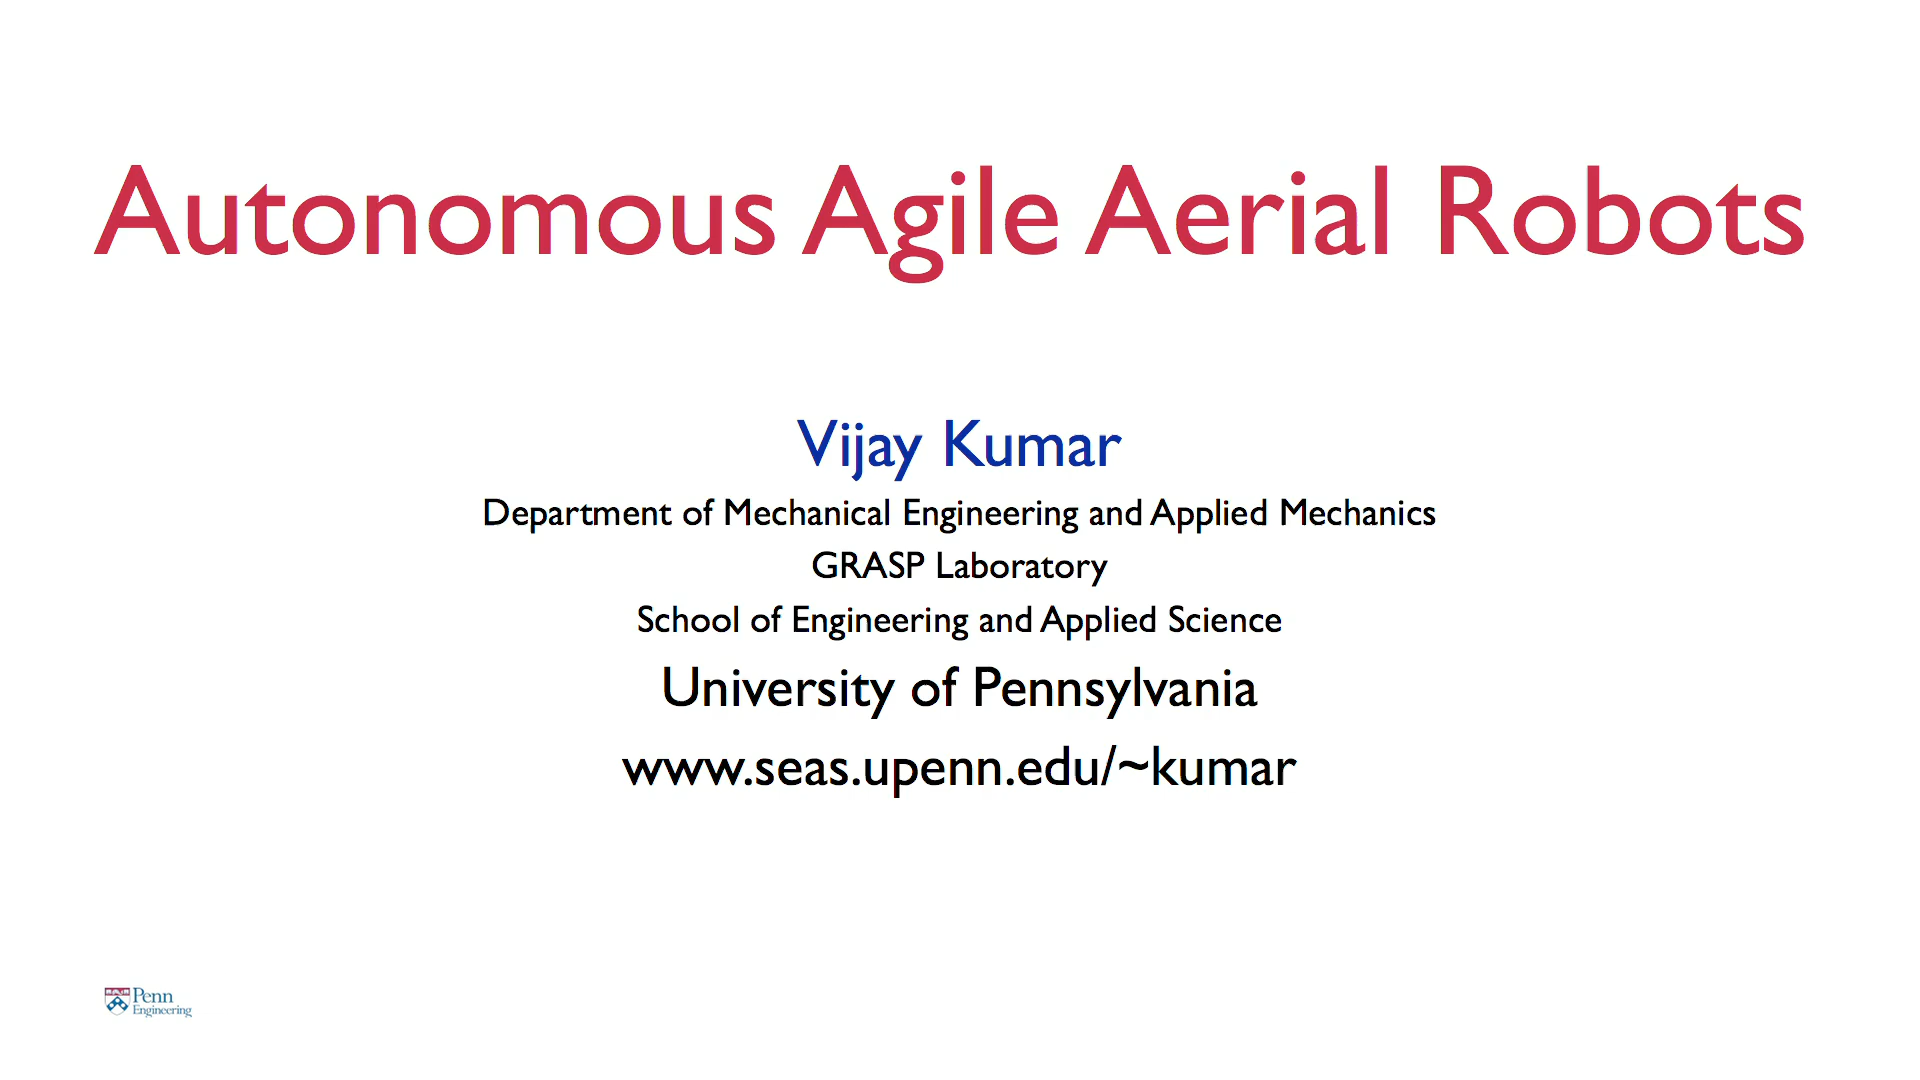 Autonomous Agile Aerial Robots
Vijay Kumar
Department of Mechanical Engineering and Applied Mechanics
GRASP Laboratory
School of Engineering and Applied Science
University of Pennsylvania
www.seas.upenn.edu/~kumar
Penn
Engineering